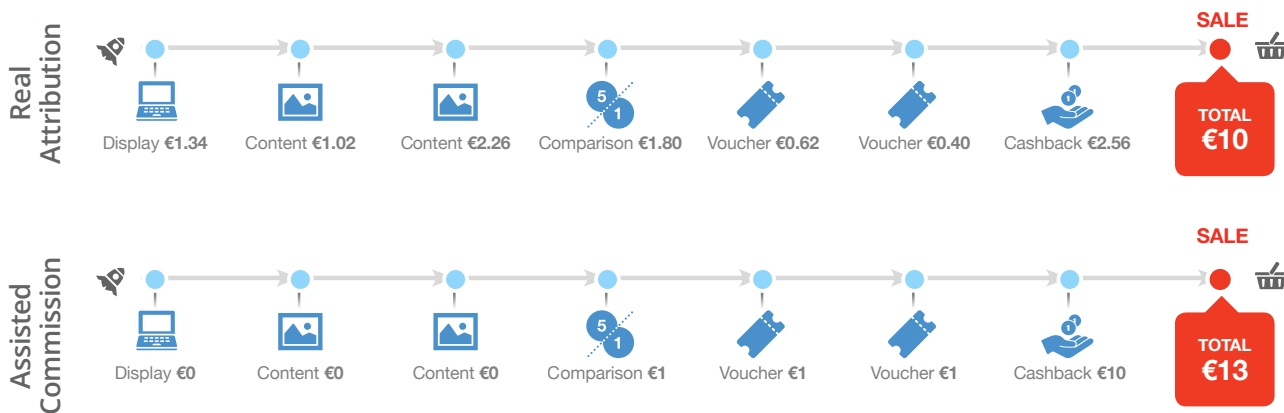 Real
Attribution
SALE
5
1
1
Display €1.34
Content €1.02
Content €2.26
Comparison €1.80
Voucher €0.62
Voucher €0.40
Cashback €2.56
TOTAL
€10
Assisted
Commission
SALE
5
1
1
Display €0
Content €0
Content €0
Comparison €1
Voucher €1
Voucher €1
Cashback €10
TOTAL
€13